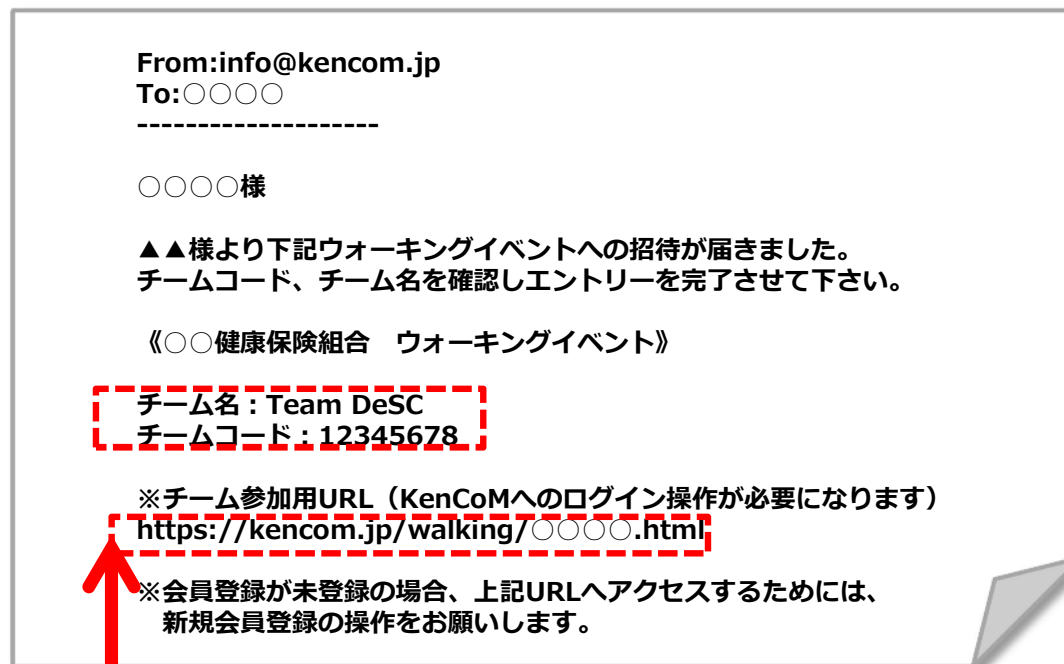 From:info@kencom.jp
To:○○○○
--------------------
○○○○様
▲▲様より下記ウォーキングイベントへの招待が届きました。
チームコード、チーム名を確認しエントリーを完了させて下さい。
《○○健康保険組合　ウォーキングイベント》
チーム名：Team DeSC
チームコード：12345678
※チーム参加用URL（KenCoMへのログイン操作が必要になります）
https://kencom.jp/walking/○○○○.html
※会員登録が未登録の場合、上記URLへアクセスするためには、
新規会員登録の操作をお願いします。